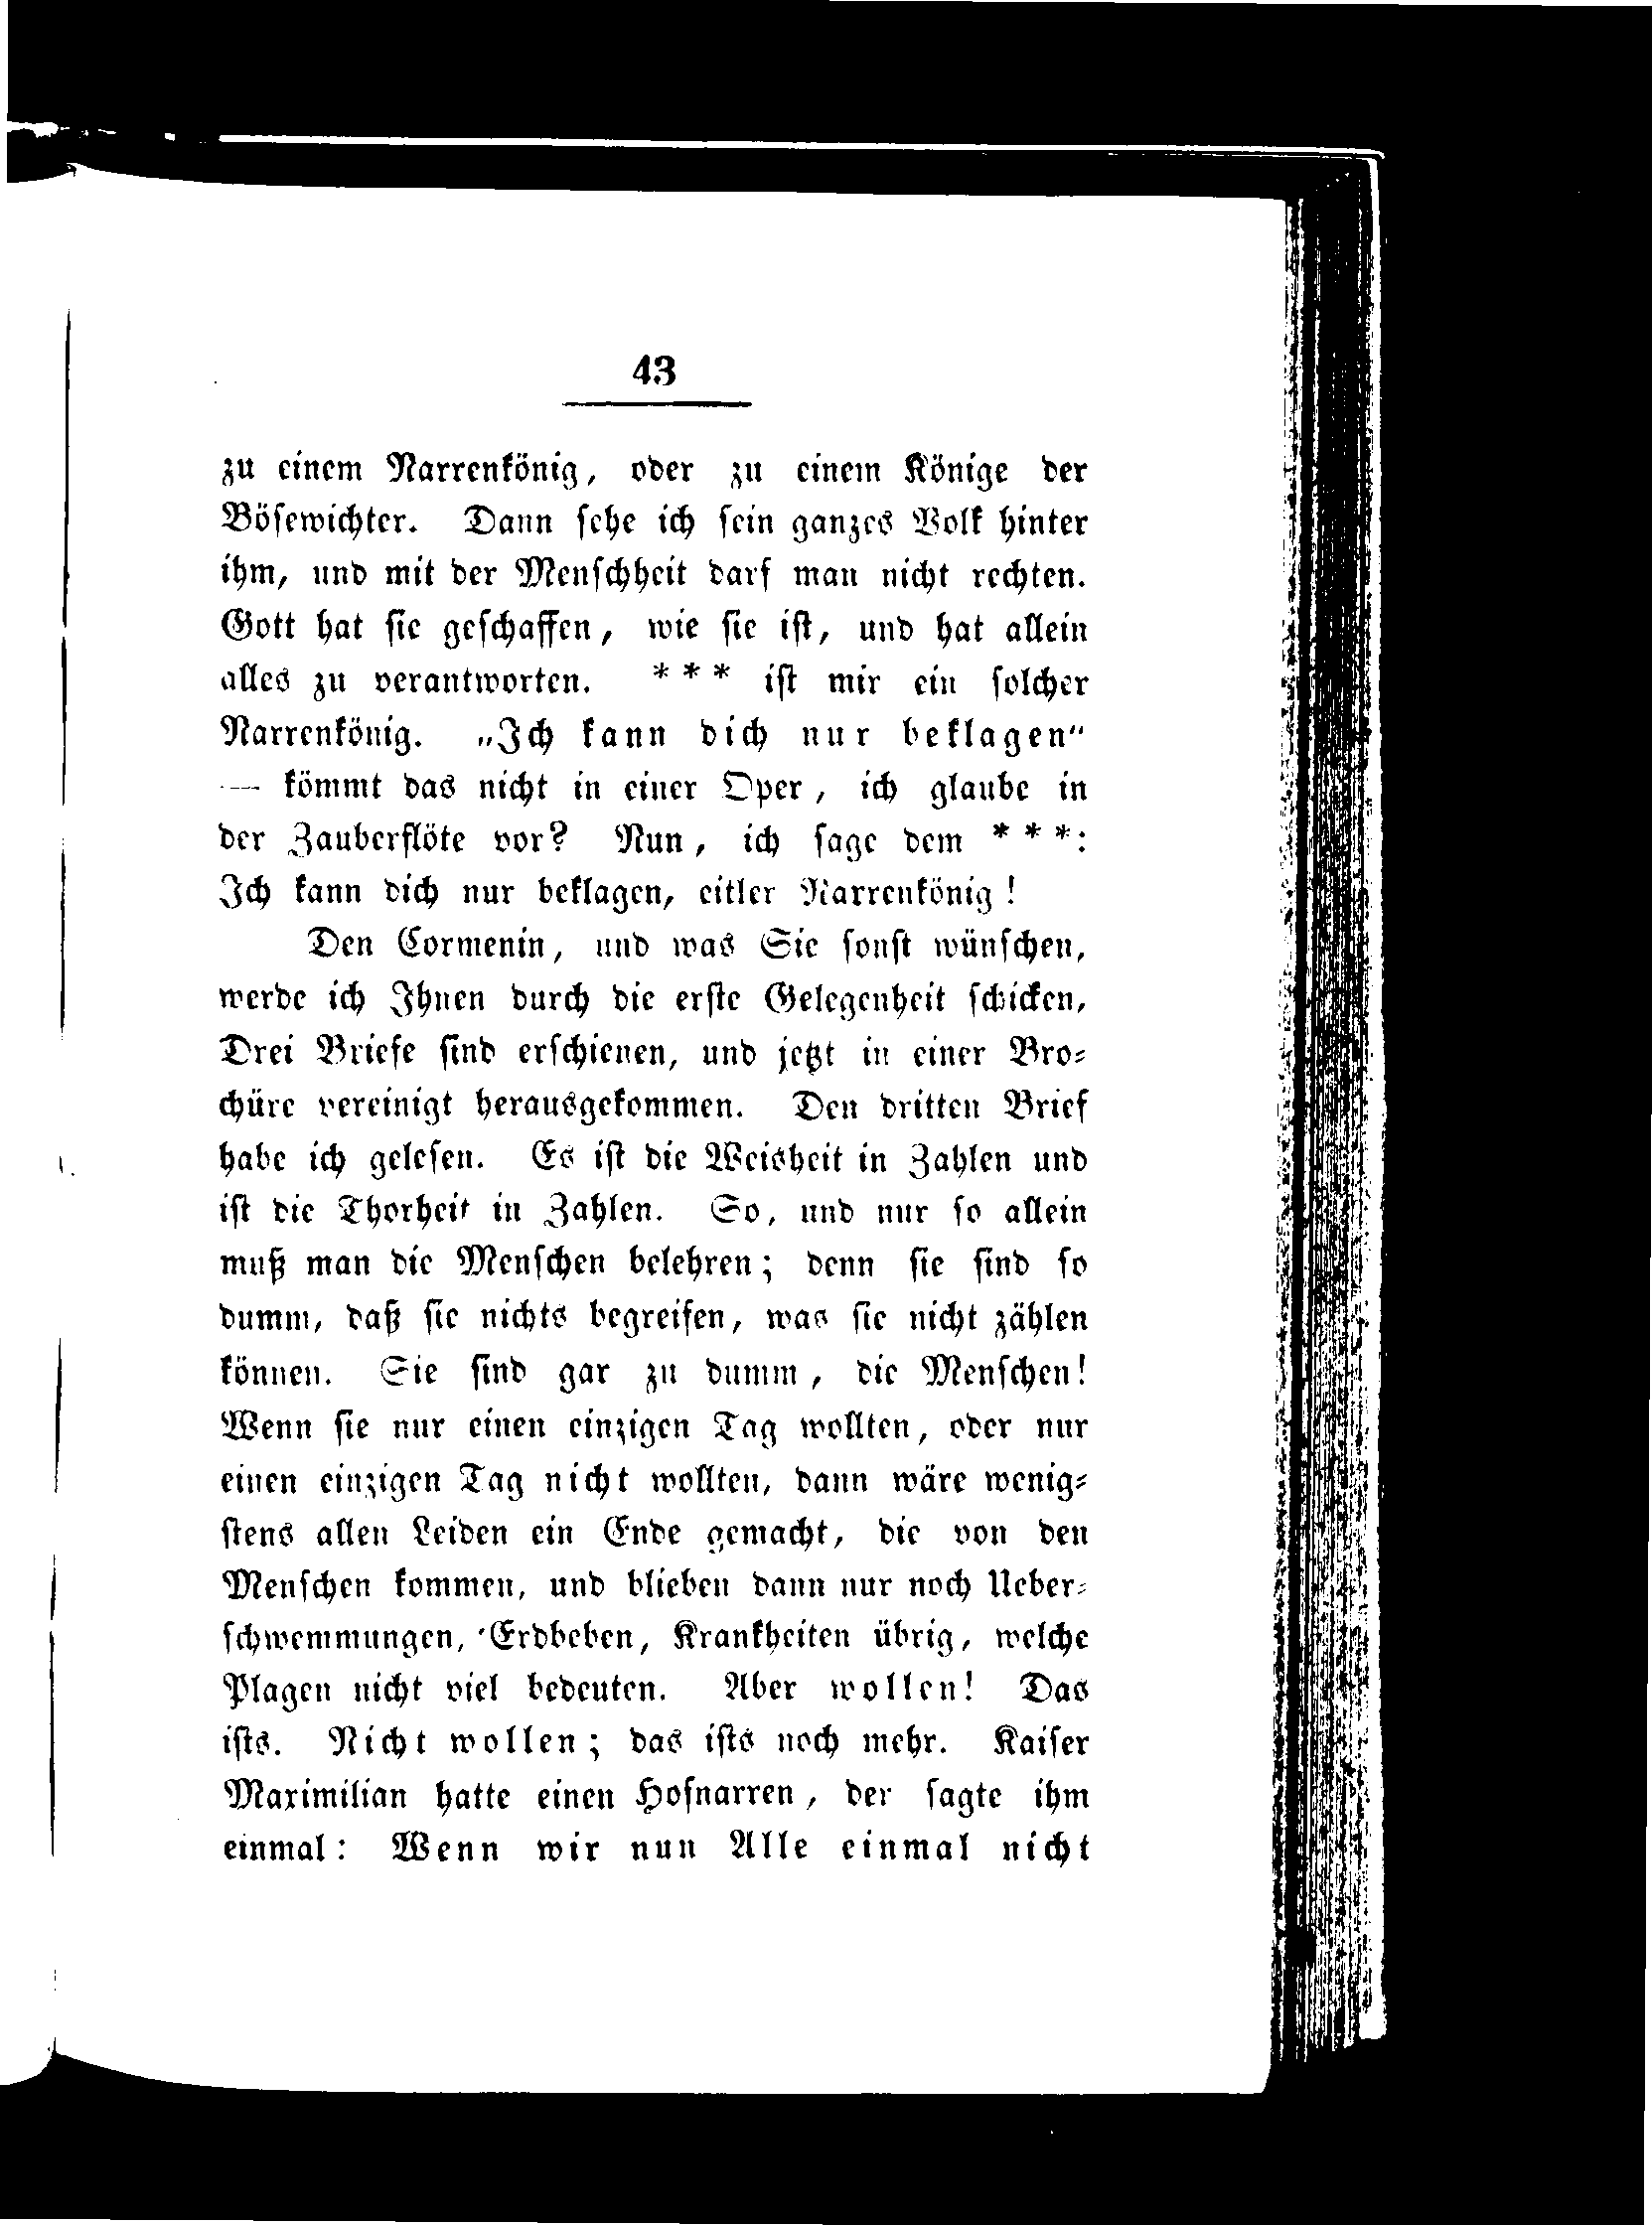 43
zu einem Narrenkönig, oder zu einem Könige der
Bösewichter. Dann sehe ich sein ganzes Volk hinter
ihm, und mit der Menschheit darf man nicht rechten.
Gott hat sie geschaffen, wie sie ist, und hat allein
alles zu verantworten. * * * ist mir ein solcher
Narrenkönig. „Ich kann dich nur beklagen“
— kömmt das nicht in einer Oper, ich glaube in
der Zauberflöte vor? Nun, ich sage dem * * *:
Ich kann dich nur beklagen, eitler Narrenkönig!
Den Cormenin, und was Sie sonst wünschen,
werde ich Ihnen durch die erste Gelegenheit schicken,
Drei Briefe sind erschienen, und jetzt in einer Bro-
chüre vereinigt herausgekommen. Den dritten Brief
habe ich gelesen. Es ist die Weisheit in Zahlen und
ist die Thorheit in Zahlen. So, und nur so allein
muß man die Menschen belehren; denn sie sind so
dumm, daß sie nichts begreifen, was sie nicht zählen
können. Sie sind gar zu dumm, die Menschen!
Wenn sie nur einen einzigen Tag wollten, oder nur
einen einzigen Tag nicht wollten, dann wäre wenig-
stens allen Leiden ein Ende gemacht, die von den
Menschen kommen, und blieben dann nur noch Ueber-
schwemmungen, Erdbeben, Krankheiten übrig, welche
Plagen nicht viel bedeuten. Aber wollen! Das
ists. Nicht wollen; das ists noch mehr. Kaiser
Maximilian hatte einen Hofnarren, der sagte ihm
einmal: Wenn wir nun Alle einmal nicht